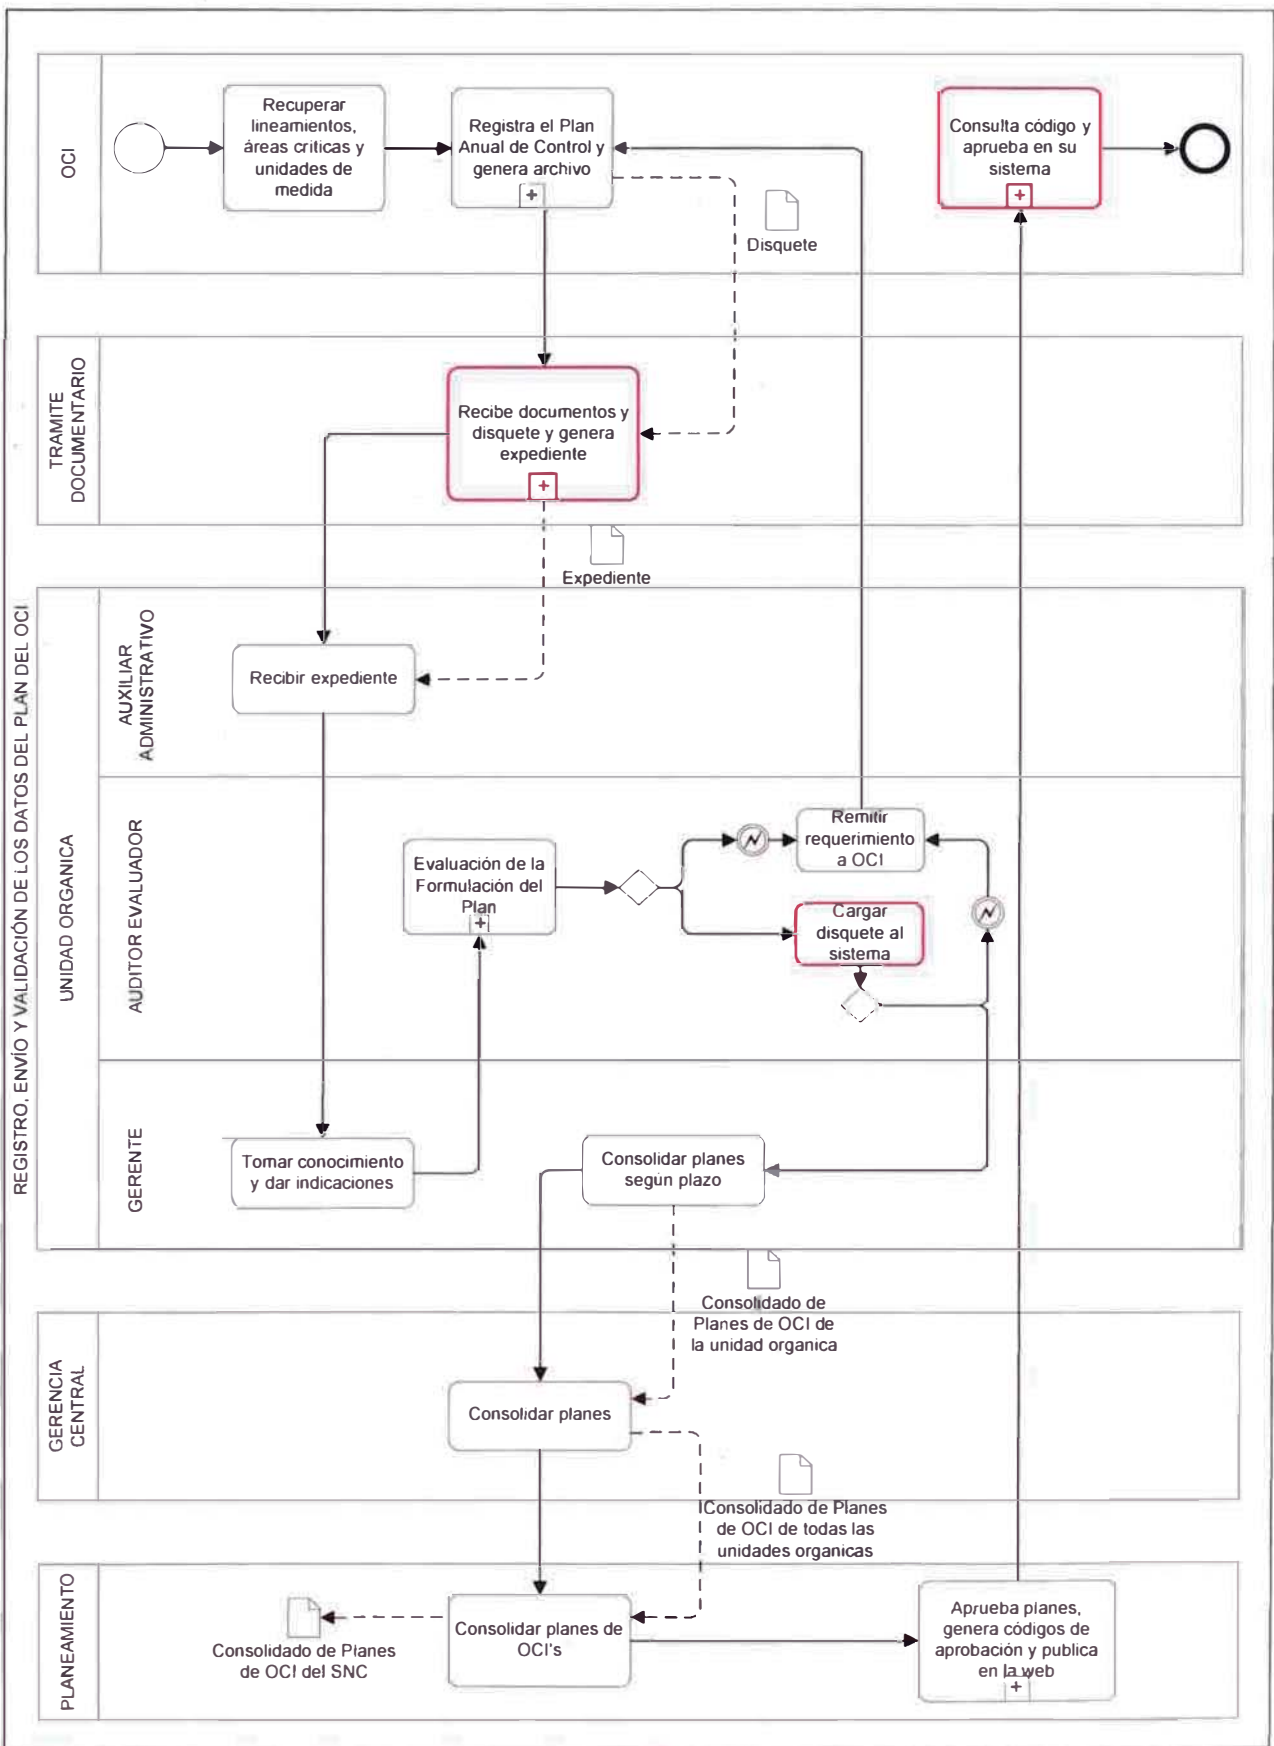 REGISTRO, ENVÍO Y VALIDACIÓN DE LOS DATOS DEL PLAN DEL OCI
OCI
Recuperar
lineamientos,
áreas criticas y
unidades de
medida
Registra el Plan
Anual de Control y
genera archivo
Disquete
Consulta código y
aprueba en su
sistema
TRAMITE
DOCUMENTARIO
Recibe documentos y
disquete y genera
expediente
Expediente
UNIDAD ORGANICA
AUXILIAR
ADMINISTRATIVO
Recibir expediente
AUDITOR EVALUADOR
Evaluación de la
Formulación del
Plan
Remitir
requerimiento
a OCI
Cargar
disquete al
sistema
GERENTE
Tomar conocimiento
y dar indicaciones
Consolidar planes
según plazo
Consolidado de
Planes de OCI de
la unidad organica
GERENCIA
CENTRAL
Consolidar planes
Consolidado de Planes
de OCI de todas las
unidades organicas
PLANEAMIENTO
Consolidado de Planes
de OCI del SNC
Consolidar planes de
OCI's
Aprueba planes,
genera códigos de
aprobación y publica
en la web